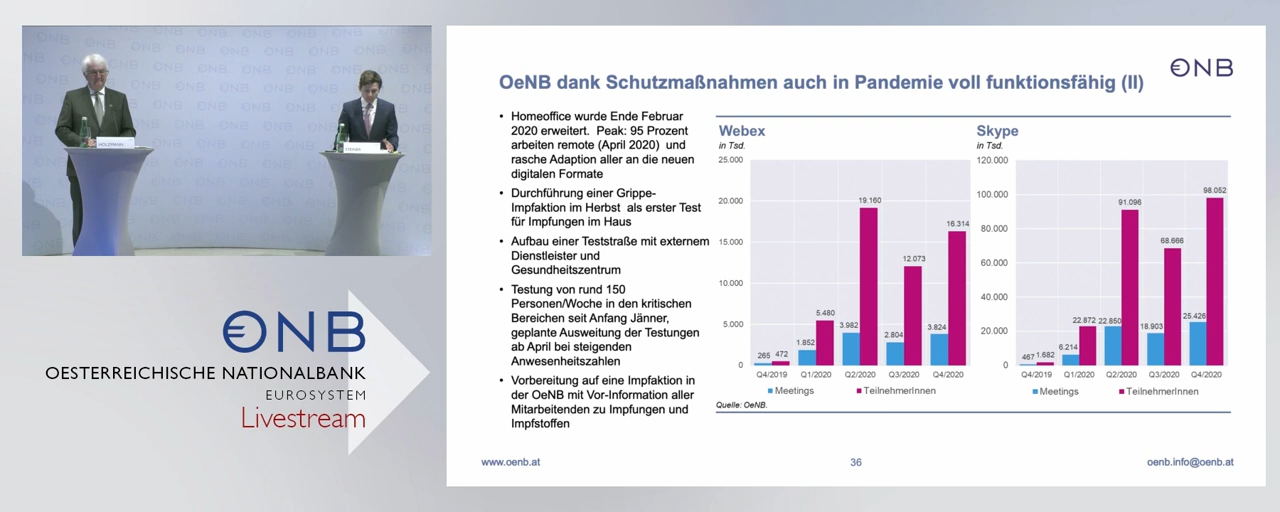 HOLZMANN
STEINER
€NB
OESTERREICHISCHE NATIONALBANK
EUROSYSTEM
Livestream
€NB
OeNB dank Schutzmaßnahmen auch in Pandemie voll funktionsfähig (II)
• Homeoffice wurde Ende Februar
2020 erweitert. Peak: 95 Prozent
arbeiten remote (April 2020) und
rasche Adaption aller an die neuen
digitalen Formate
• Durchführung einer Grippe-
Impfaktion im Herbst als erster Test
für Impfungen im Haus
• Aufbau einer Teststraße mit externem
Dienstleister und
Gesundheitszentrum
• Testung von rund 150
Personen/Woche in den kritischen
Bereichen seit Anfang Jänner,
geplante Ausweitung der Testungen
ab April bei steigenden
Anwesenheitszahlen
• Vorbereitung auf eine Impfaktion in
der OeNB mit Vor-Information aller
Mitarbeitenden zu Impfungen und
Impfstoffen
Webex
in Tsd.
25.000
20.000
15.000
10.000
5.000
0
265 472
1.852 5.480
3.982 19.160
2.804 12.073
3.824 16.314
Q4/2019 Q1/2020 Q2/2020 Q3/2020 Q4/2020
Meetings TeilnehmerInnen
Quelle: OeNB.
Skype
in Tsd.
120.000
100.000
80.000
60.000
40.000
20.000
0
467 1.682
6.214 22.872
22.850 91.096
18.903 68.666
25.426 98.052
Q4/2019 Q1/2020 Q2/2020 Q3/2020 Q4/2020
Meetings TeilnehmerInnen
www.oenb.at 36 oenb.info@oenb.at